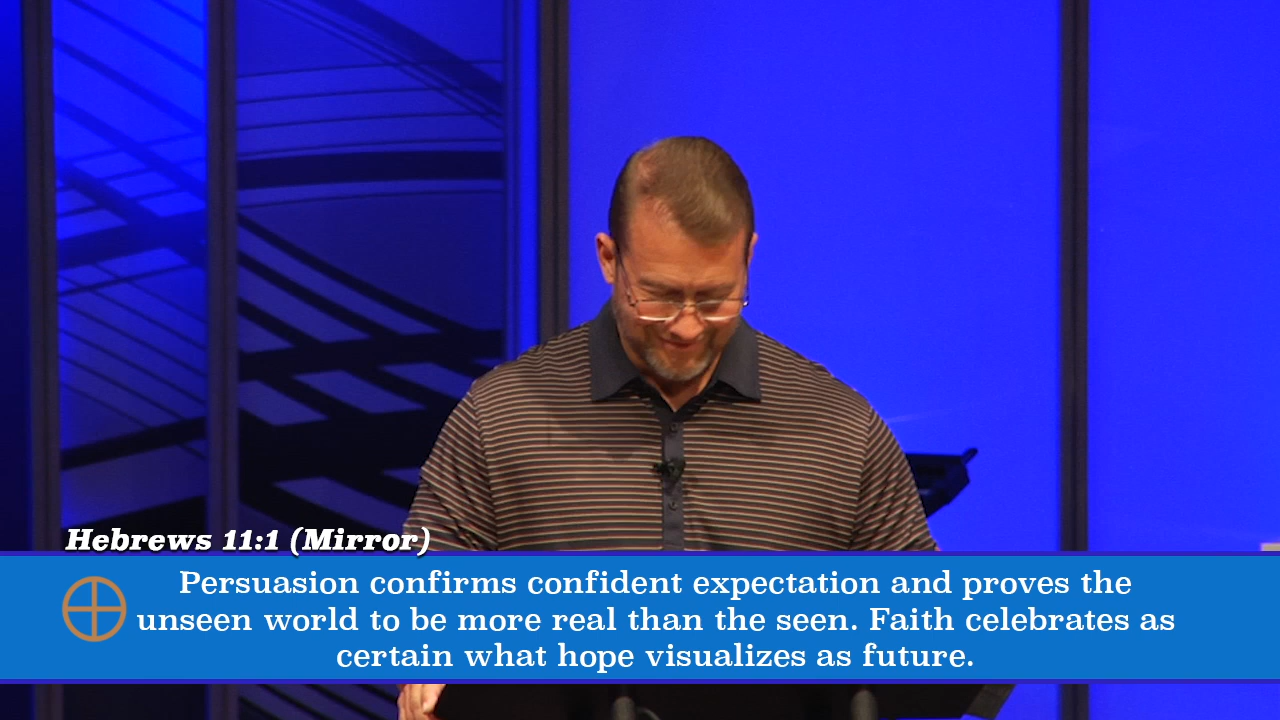 Hebrews 11:1 (Mirror)
Persuasion confirms confident expectation and proves the
unseen world to be more real than the seen. Faith celebrates as
certain what hope visualizes as future.